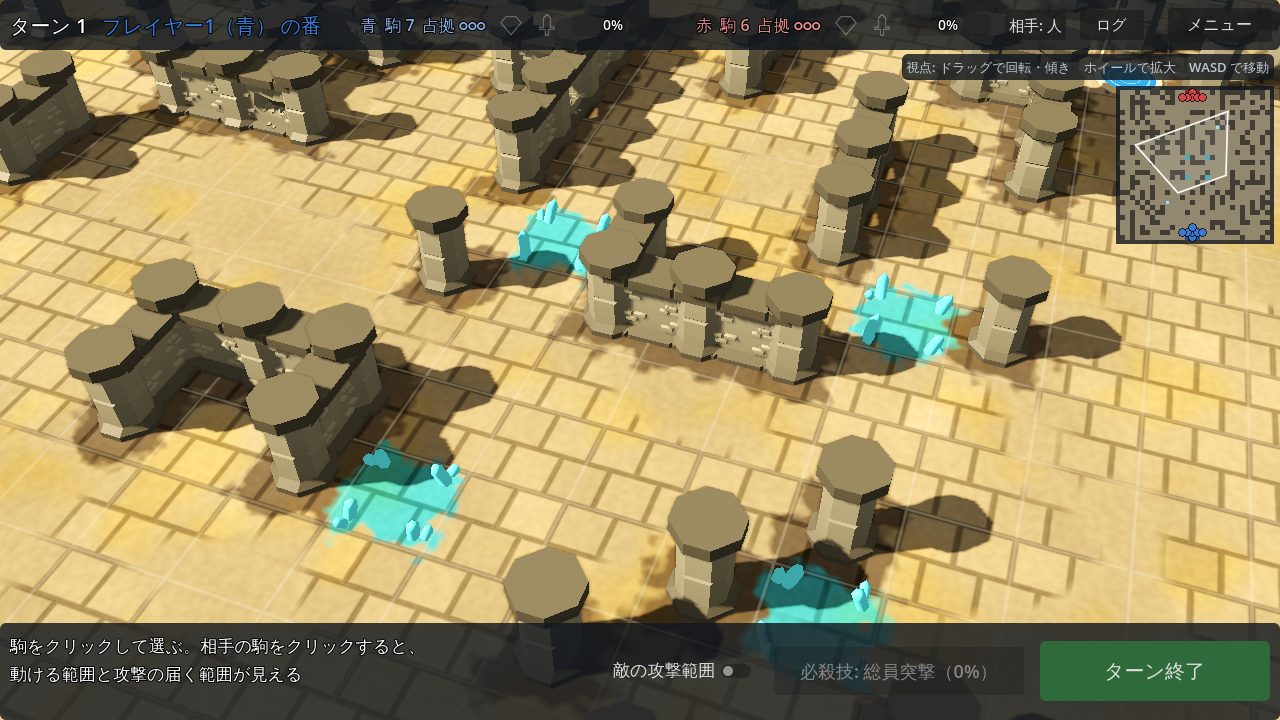 ターン 1 プレイヤー1（青）の番 青 駒 7 占拠 0% 赤 駒 6 占拠 0% 相手: 人 ログ メニュー
視点: ドラッグで回転・傾き ホイールで拡大 WASD で移動
駒をクリックして選ぶ。相手の駒をクリックすると、
動ける範囲と攻撃の届く範囲が見える
敵の攻撃範囲 必殺技: 総員突撃（0%） ターン終了